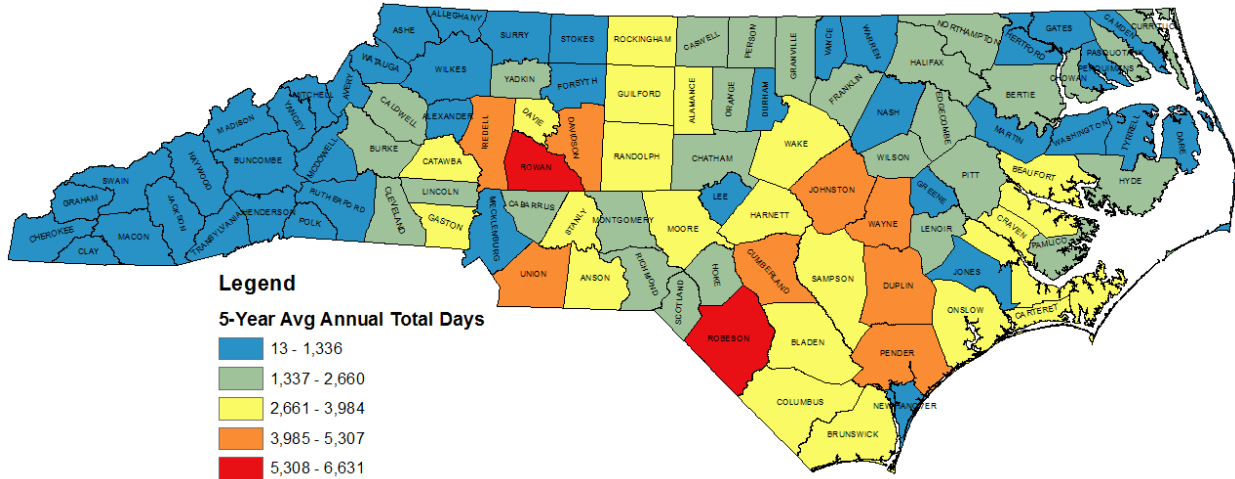 ALLEGHANY
ASHE
SURRY
STOKES
ROCKINGHAM
CASWELL
PERSON
GRANVILLE
VANCE
WARREN
NORTHAMPTON
HERTFORD
GATES
CAMDEN
CURRITUCK
PASQUOTANK
PERQUIMANS
CHOWAN
WATAUGA
WILKES
YADKIN
FORSYTH
GUILFORD
ALAMANCE
ORANGE
DURHAM
FRANKLIN
HALIFAX
BERTIE
MITCHELL
AVERY
YANCEY
CALDWELL
ALEXANDER
IREDELL
DAVIE
DAVIDSON
RANDOLPH
CHATHAM
WAKE
NASH
EDGECOMBE
MARTIN
WASHINGTON
TYRRELL
DARE
MADISON
BUNCOMBE
MCDOWELL
BURKE
CATAWBA
ROWAN
WILSON
PITT
BEAUFORT
HYDE
SWAIN
HAYWOOD
RUTHERFORD
CLEVELAND
LINCOLN
CABARRUS
STANLY
MONTGOMERY
MOORE
LEE
HARNETT
JOHNSTON
WAYNE
GREENE
LENOIR
CRAVEN
PAMLICO
GRAHAM
JACKSON
HENDERSON
POLK
GASTON
MECKLENBURG
CHEROKEE
MACON
TRANSYLVANIA
CLAY
UNION
ANSON
RICHMOND
SCOTLAND
HOKE
CUMBERLAND
SAMPSON
DUPLIN
JONES
ONSLOW
CARTERET
ROBESON
BLADEN
PENDER
COLUMBUS
NEW HANOVER
BRUNSWICK
Legend
5-Year Avg Annual Total Days
13 - 1,336
1,337 - 2,660
2,661 - 3,984
3,985 - 5,307
5,308 - 6,631